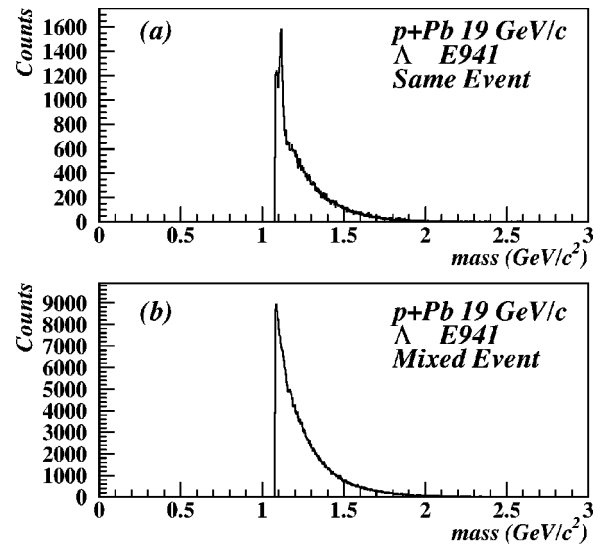 Counts
1600
1400
1200
1000
800
600
400
200
0
(a)
p+Pb 19 GeV/c
Λ E941
Same Event
0 0.5 1 1.5 2 2.5 3
mass (GeV/c²)
Counts
9000
8000
7000
6000
5000
4000
3000
2000
1000
0
(b)
p+Pb 19 GeV/c
Λ E941
Mixed Event
0 0.5 1 1.5 2 2.5 3
mass (GeV/c²)